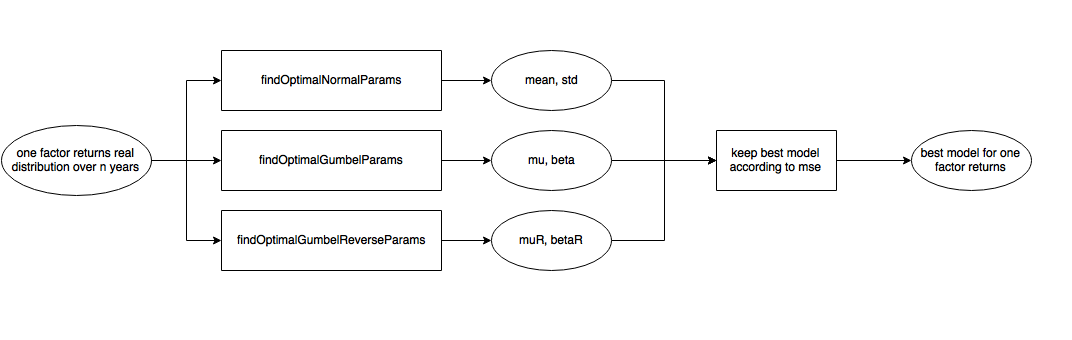 one factor returns real
distribution over n years
findOptimalNormalParams
mean, std
findOptimalGumbelParams
mu, beta
findOptimalGumbelReverseParams
muR, betaR
keep best model
according to mse
best model for one
factor returns